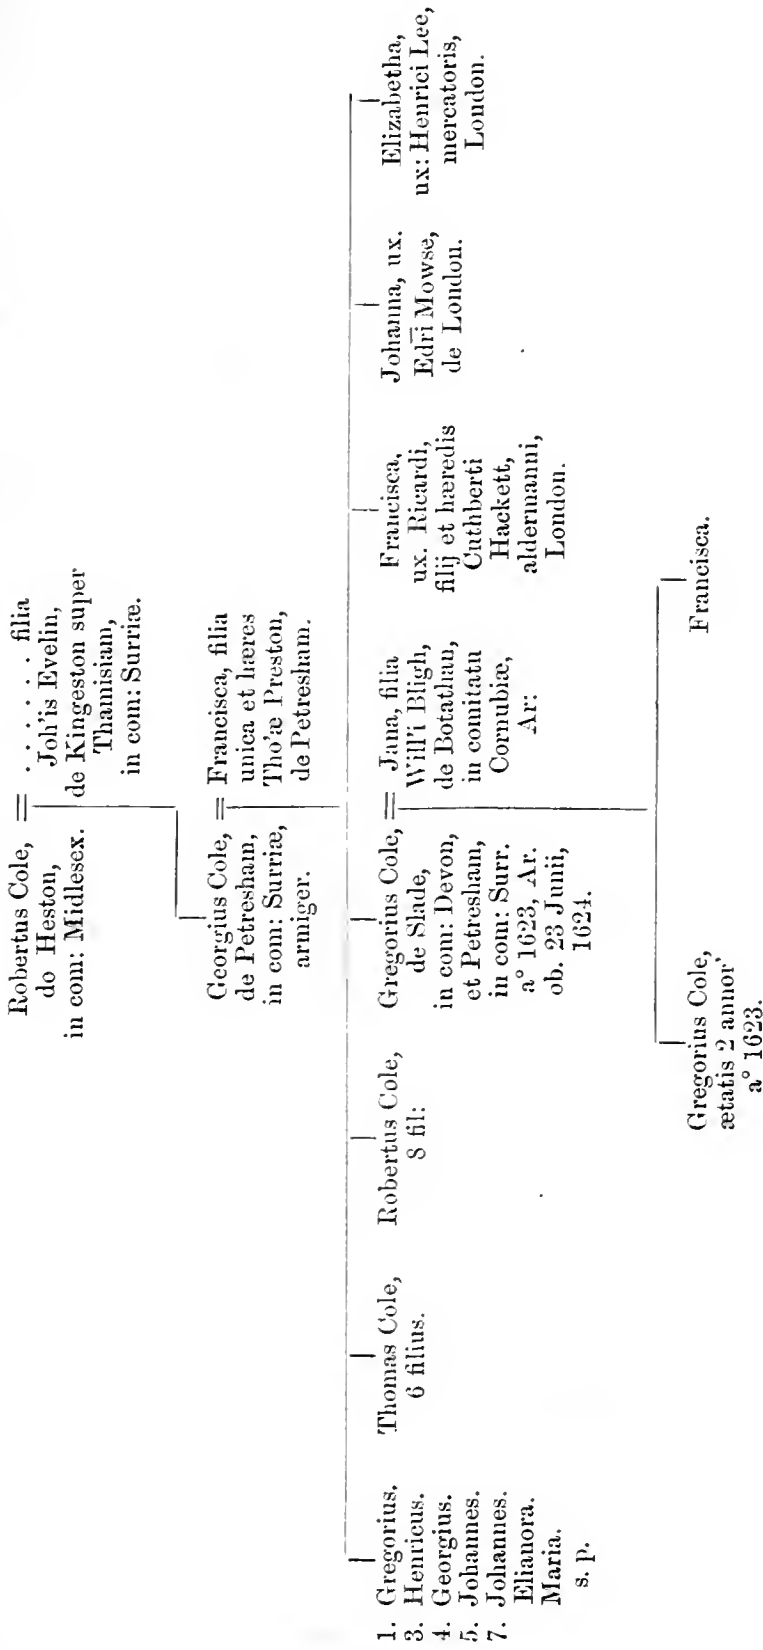 Robertus Cole,
do Heston,
in com: Midlesex.
=
. . . . . . . filia
Joh'is Evelin,
de Kingeston super
Thamisiam,
in com: Surriæ.
Georgius Cole,
de Petresham,
in com: Surriæ,
armiger.
=
Francisca, filia
unica et hæres
Tho'æ Preston,
de Petresham.
1. Gregorius.
3. Henricus.
4. Georgius.
5. Johannes.
7. Johannes.
Elianora.
Maria.
s. p.
Thomas Cole,
6 filius.
Robertus Cole,
8 fil:
Gregorius Cole,
de Slade,
in com: Devon,
et Petresham,
in com: Surr.
a° 1623, Ar.
ob. 23 Junii,
1624.
=
Jana, filia
Will'i Bligh,
de Botathan,
in comitatu
Cornubiæ,
Ar:
Francisca,
ux. Ricardi,
filij et hæredis
Cuthberti
Hackett,
aldermanni,
London.
Johanna, ux.
Edrī Mowse,
de London.
Elizabetha,
ux: Henrici Lee,
mercatoris,
London.
Gregorius Cole,
ætatis 2 annor'
a° 1623.
Francisca.